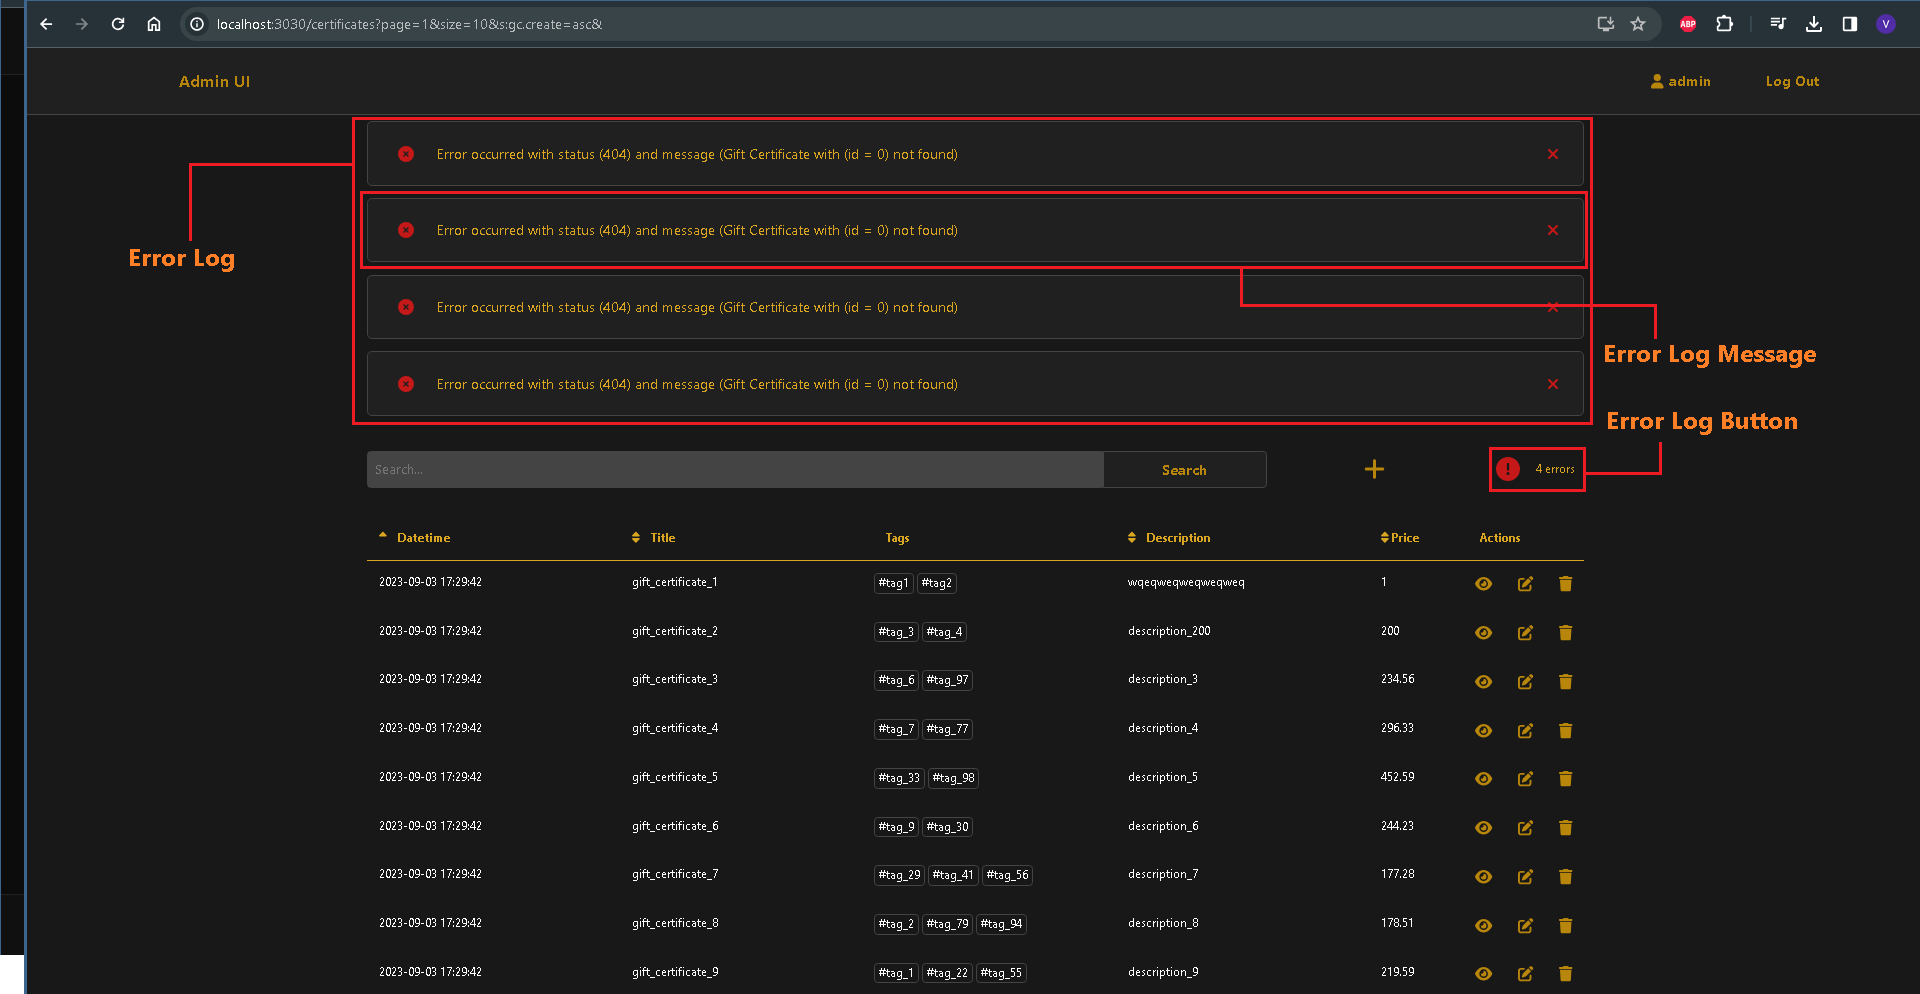 localhost:3030/certificates?page=1&size=10&s:gc.create=asc&
ABP
V
Admin UI
admin
Log Out
Error occurred with status (404) and message (Gift Certificate with (id = 0) not found)
Error occurred with status (404) and message (Gift Certificate with (id = 0) not found)
Error Log
Error occurred with status (404) and message (Gift Certificate with (id = 0) not found)
Error Log Message
Error occurred with status (404) and message (Gift Certificate with (id = 0) not found)
Error Log Button
Search...
Search
4 errors
Datetime Title Tags Description Price Actions
2023-09-03 17:29:42 gift_certificate_1 #tag1 #tag2 wqeqweqweqweqweq 1
2023-09-03 17:29:42 gift_certificate_2 #tag_3 #tag_4 description_200 200
2023-09-03 17:29:42 gift_certificate_3 #tag_6 #tag_97 description_3 234.56
2023-09-03 17:29:42 gift_certificate_4 #tag_7 #tag_77 description_4 296.33
2023-09-03 17:29:42 gift_certificate_5 #tag_33 #tag_98 description_5 452.59
2023-09-03 17:29:42 gift_certificate_6 #tag_9 #tag_30 description_6 244.23
2023-09-03 17:29:42 gift_certificate_7 #tag_29 #tag_41 #tag_56 description_7 177.28
2023-09-03 17:29:42 gift_certificate_8 #tag_2 #tag_79 #tag_94 description_8 178.51
2023-09-03 17:29:42 gift_certificate_9 #tag_1 #tag_22 #tag_55 description_9 219.59